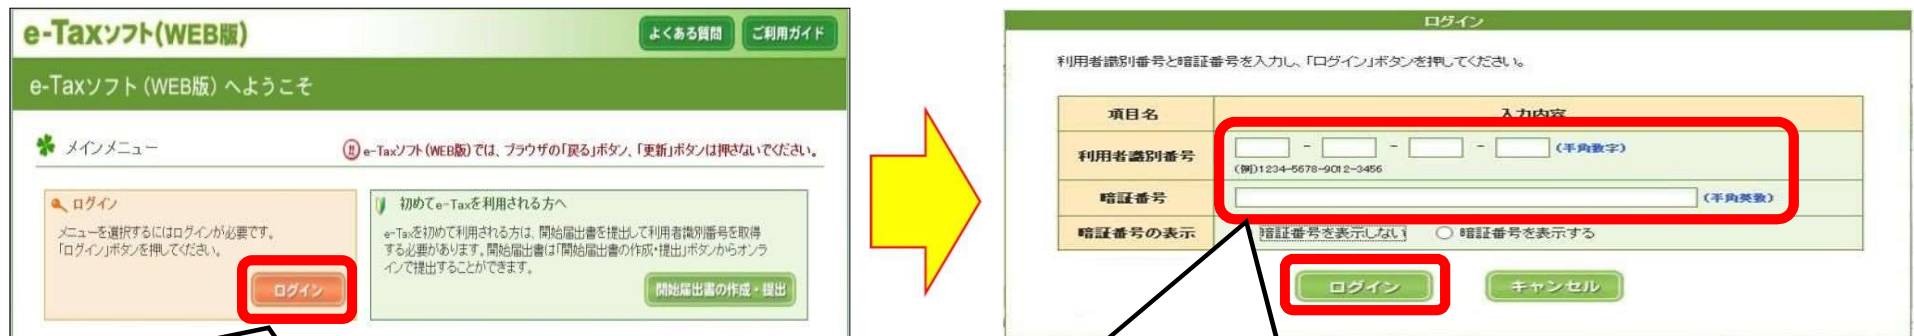 e-Taxソフト(WEB版)
よくある質問
ご利用ガイド
e-Taxソフト(WEB版)へようこそ
メインメニュー
e-Taxソフト(WEB版)では、ブラウザの「戻る」ボタン、「更新」ボタンは押さないでください。
ログイン
メニューを選択するにはログインが必要です。
「ログイン」ボタンを押してください。
ログイン
初めてe-Taxを利用される方へ
e-Taxを初めて利用される方は、開始届出書を提出して利用者識別番号を取得
する必要があります。開始届出書は「開始届出書の作成・提出」ボタンからオンラ
インで提出することができます。
開始届出書の作成・提出
ログイン
利用者識別番号と暗証番号を入力し、「ログイン」ボタンを押してください。
項目名
入力内容
利用者識別番号
- - -
(半角数字)
(例)1234-5678-9012-3456
暗証番号
(半角英数)
暗証番号の表示
暗証番号を表示しない
暗証番号を表示する
ログイン
キャンセル